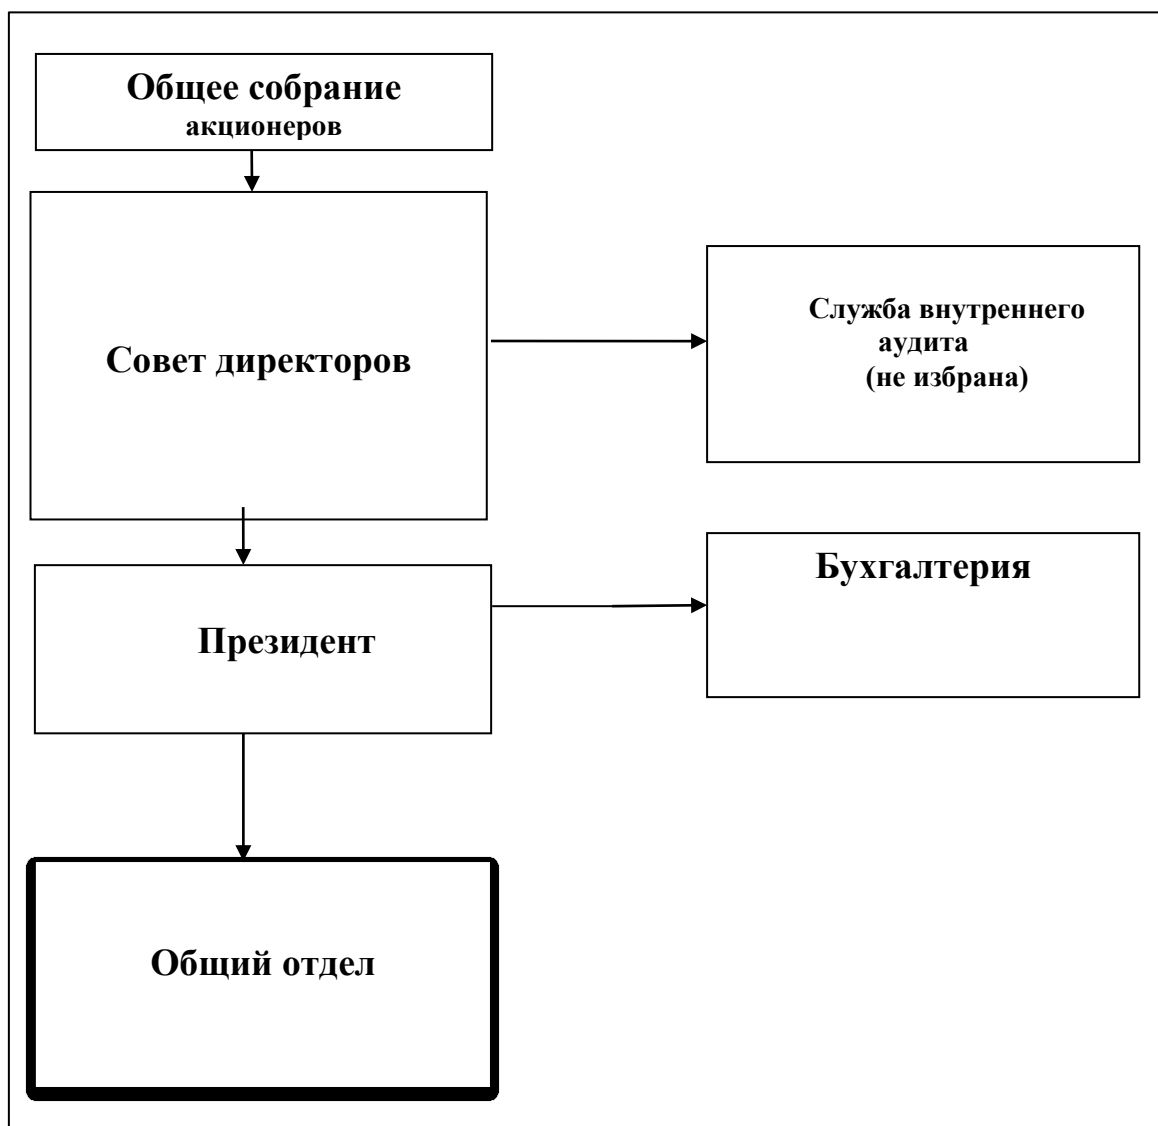 Общее собрание
акционеров
Совет директоров
Служба внутреннего
аудита
(не избрана)
Бухгалтерия
Президент
Общий отдел